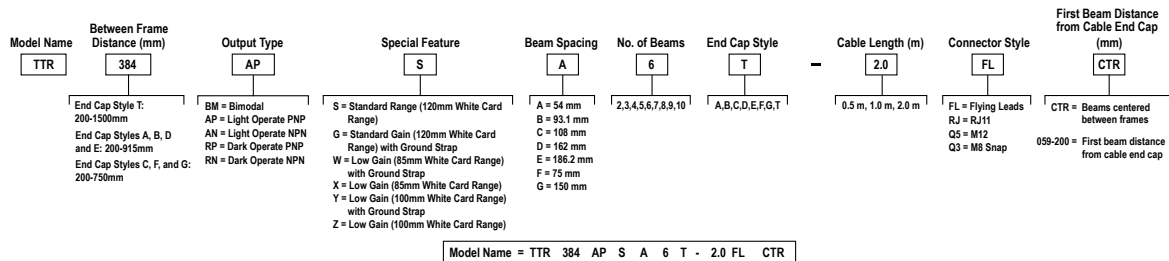 Model Name
TTR
Between Frame
Distance (mm)
384
End Cap Style T:
200-1500mm
End Cap Styles A, B, D
and E: 200-915mm
End Cap Styles C, F, and G:
200-750mm
Output Type
AP
BM = Bimodal
AP = Light Operate PNP
AN = Light Operate NPN
RP = Dark Operate PNP
RN = Dark Operate NPN
Special Feature
S
S = Standard Range (120mm White Card
Range)
G = Standard Gain (120mm White Card
Range) with Ground Strap
W = Low Gain (85mm White Card Range)
with Ground Strap
X = Low Gain (85mm White Card Range)
Y = Low Gain (100mm White Card Range)
with Ground Strap
Z = Low Gain (100mm White Card Range)
Beam Spacing
A
A = 54 mm
B = 93.1 mm
C = 108 mm
D = 162 mm
E = 186.2 mm
F = 75 mm
G = 150 mm
No. of Beams
6
2,3,4,5,6,7,8,9,10
End Cap Style
T
A,B,C,D,E,F,G,T
–
Cable Length (m)
2.0
0.5 m, 1.0 m, 2.0 m
Connector Style
FL
FL = Flying Leads
RJ = RJ11
Q5 = M12
Q3 = M8 Snap
First Beam Distance
from Cable End Cap
(mm)
CTR
CTR = Beams centered
between frames
059-200 = First beam distance
from cable end cap
Model Name = TTR 384 AP S A 6 T - 2.0 FL CTR